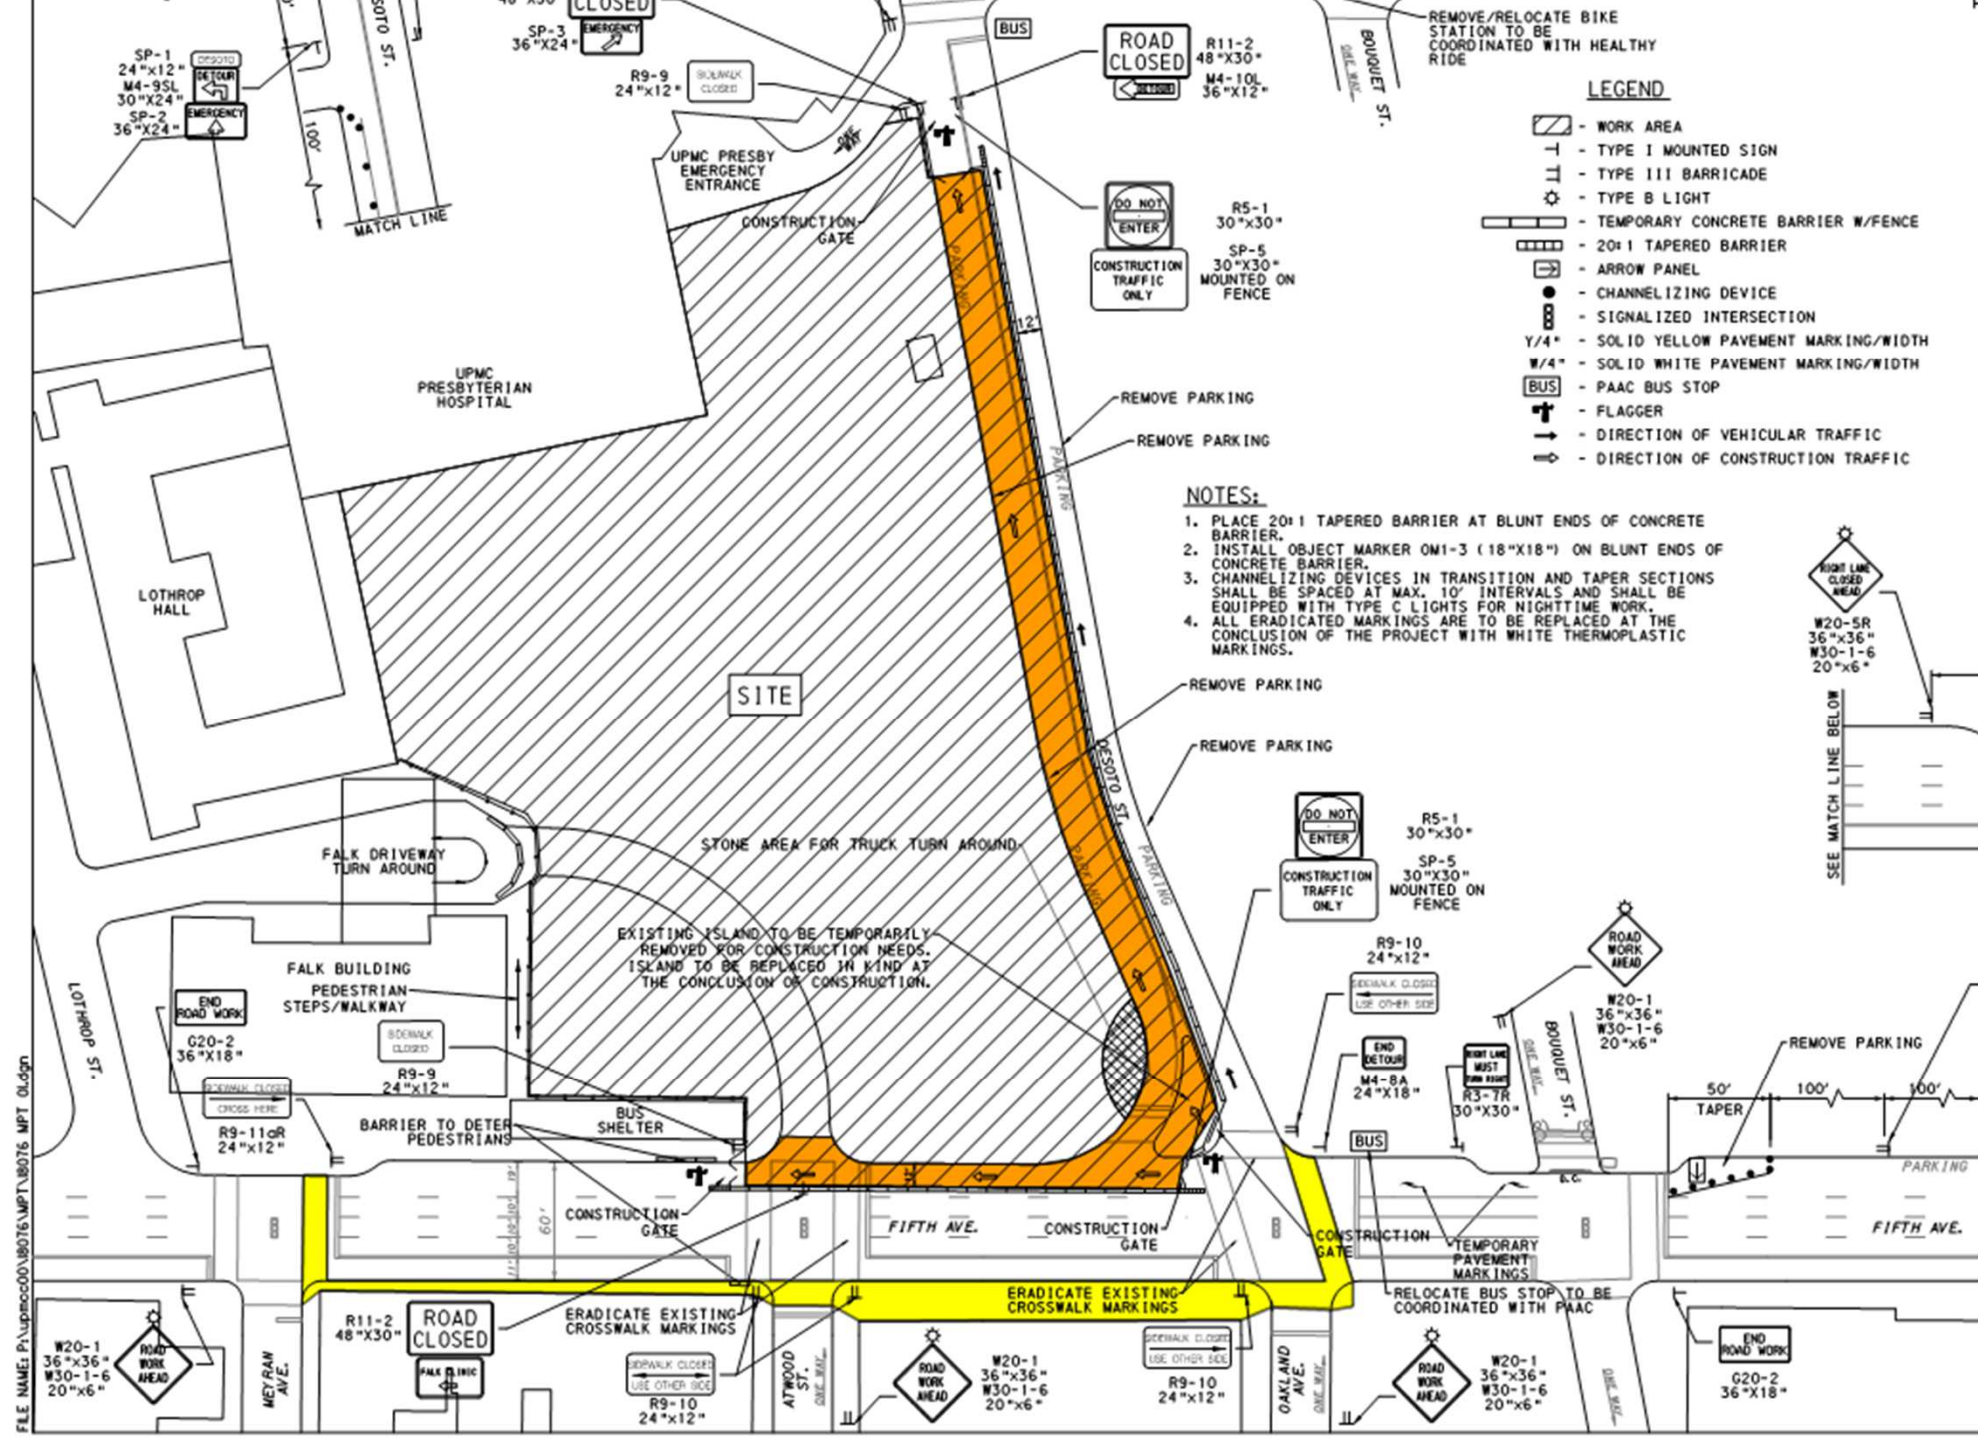 CLOSED
SP-3
36"X24"
EMERGENCY
SP-1
24"x12"
M4-9SL
30"X24"
SP-2
36"X24"
DESOTO
DETOUR
EMERGENCY
100'
MATCH LINE
R9-9
24"x12"
SIDEWALK
CLOSED
BUS
ROAD
CLOSED
R11-2
48"X30"
M4-10L
36"X12"
BOUQUET ST.
ONE WAY
REMOVE/RELOCATE BIKE
STATION TO BE
COORDINATED WITH HEALTHY
RIDE
LEGEND
- WORK AREA
- TYPE I MOUNTED SIGN
- TYPE III BARRICADE
- TYPE B LIGHT
- TEMPORARY CONCRETE BARRIER W/FENCE
- 20:1 TAPERED BARRIER
- ARROW PANEL
- CHANNELIZING DEVICE
- SIGNALIZED INTERSECTION
Y/4" - SOLID YELLOW PAVEMENT MARKING/WIDTH
W/4" - SOLID WHITE PAVEMENT MARKING/WIDTH
BUS - PAAC BUS STOP
- FLAGGER
- DIRECTION OF VEHICULAR TRAFFIC
- DIRECTION OF CONSTRUCTION TRAFFIC
UPMC PRESBY
EMERGENCY
ENTRANCE
ONE WAY
CONSTRUCTION
GATE
DO NOT
ENTER
CONSTRUCTION
TRAFFIC
ONLY
R5-1
30"x30"
SP-5
30"X30"
MOUNTED ON
FENCE
PARKING
12'
UPMC
PRESBYTERIAN
HOSPITAL
REMOVE PARKING
REMOVE PARKING
PARKING
NOTES:
1. PLACE 20:1 TAPERED BARRIER AT BLUNT ENDS OF CONCRETE
BARRIER.
2. INSTALL OBJECT MARKER OM1-3 (18"X18") ON BLUNT ENDS OF
CONCRETE BARRIER.
3. CHANNELIZING DEVICES IN TRANSITION AND TAPER SECTIONS
SHALL BE SPACED AT MAX. 10' INTERVALS AND SHALL BE
EQUIPPED WITH TYPE C LIGHTS FOR NIGHTTIME WORK.
4. ALL ERADICATED MARKINGS ARE TO BE REPLACED AT THE
CONCLUSION OF THE PROJECT WITH WHITE THERMOPLASTIC
MARKINGS.
RIGHT LANE
CLOSED
AHEAD
W20-5R
36"x36"
W30-1-6
20"x6"
SEE MATCH LINE BELOW
LOTHROP
HALL
SITE
REMOVE PARKING
REMOVE PARKING
DESOTO ST.
PARKING
PARKING
STONE AREA FOR TRUCK TURN AROUND
FALK DRIVEWAY
TURN AROUND
DO NOT
ENTER
CONSTRUCTION
TRAFFIC
ONLY
R5-1
30"x30"
SP-5
30"X30"
MOUNTED ON
FENCE
EXISTING ISLAND TO BE TEMPORARILY
REMOVED FOR CONSTRUCTION NEEDS.
ISLAND TO BE REPLACED IN KIND AT
THE CONCLUSION OF CONSTRUCTION.
R9-10
24"x12"
SIDEWALK CLOSED
USE OTHER SIDE
ROAD
WORK
AHEAD
W20-1
36"x36"
W30-1-6
20"x6"
LOTHROP ST.
FALK BUILDING
PEDESTRIAN
STEPS/WALKWAY
END
ROAD WORK
G20-2
36"X18"
SIDEWALK
CLOSED
R9-9
24"x12"
SIDEWALK CLOSED
CROSS HERE
R9-11aR
24"x12"
BARRIER TO DETER
PEDESTRIANS
BUS
SHELTER
END
DETOUR
M4-8A
24"X18"
RIGHT LANE
MUST
TURN RIGHT
R3-7R
30"X30"
BUS
BOUQUET ST.
ONE WAY
REMOVE PARKING
50'
TAPER
100'
100'
PARKING
D.C.
60'
CONSTRUCTION
GATE
FIFTH AVE.
CONSTRUCTION
GATE
CONSTRUCTION
GATE
TEMPORARY
PAVEMENT
MARKINGS
FIFTH AVE.
ERADICATE EXISTING
CROSSWALK MARKINGS
ERADICATE EXISTING
CROSSWALK MARKINGS
RELOCATE BUS STOP TO BE
COORDINATED WITH PAAC
W20-1
36"x36"
W30-1-6
20"x6"
ROAD
WORK
AHEAD
MEYRAN
AVE.
R11-2
48"X30"
ROAD
CLOSED
FALK CLINIC
SIDEWALK CLOSED
USE OTHER SIDE
R9-10
24"x12"
ATWOOD
ST.
ONE WAY
ROAD
WORK
AHEAD
W20-1
36"x36"
W30-1-6
20"x6"
SIDEWALK CLOSED
USE OTHER SIDE
R9-10
24"x12"
OAKLAND
AVE.
ONE WAY
ROAD
WORK
AHEAD
W20-1
36"x36"
W30-1-6
20"x6"
ONE WAY
END
ROAD WORK
G20-2
36"X18"